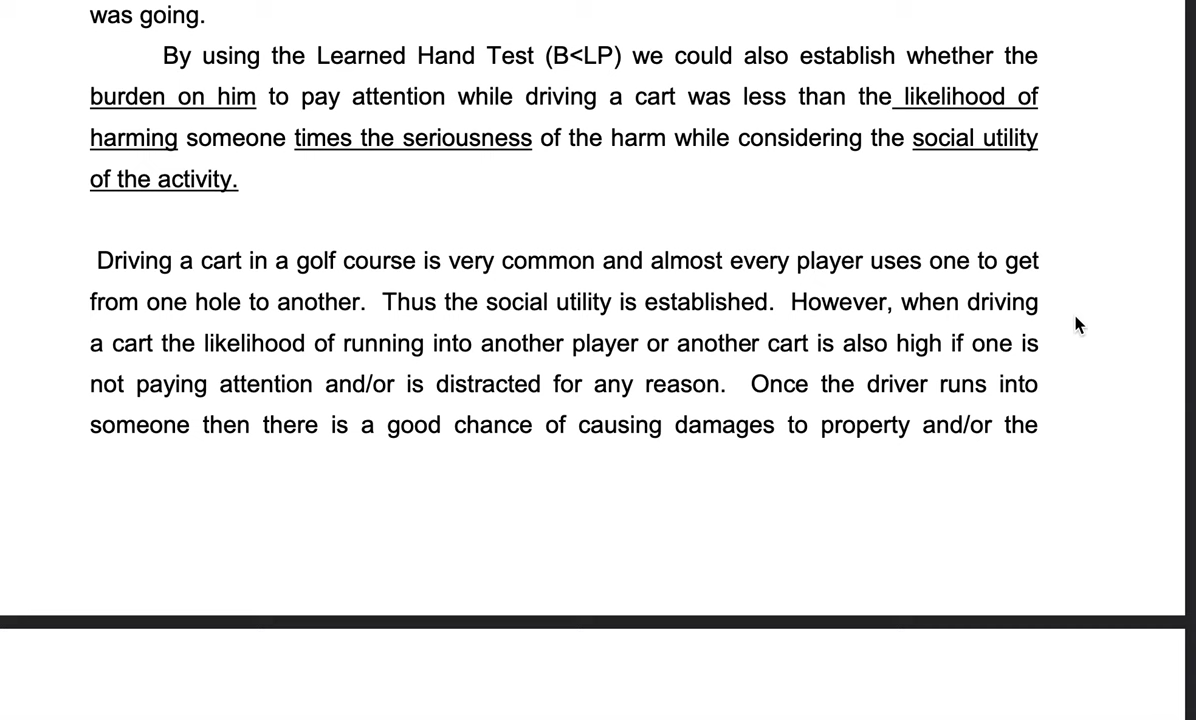 was going.
By using the Learned Hand Test (B<LP) we could also establish whether the
burden on him to pay attention while driving a cart was less than the likelihood of
harming someone times the seriousness of the harm while considering the social utility
of the activity.
Driving a cart in a golf course is very common and almost every player uses one to get
from one hole to another.  Thus the social utility is established.  However, when driving
a cart the likelihood of running into another player or another cart is also high if one is
not paying attention and/or is distracted for any reason.  Once the driver runs into
someone then there is a good chance of causing damages to property and/or the